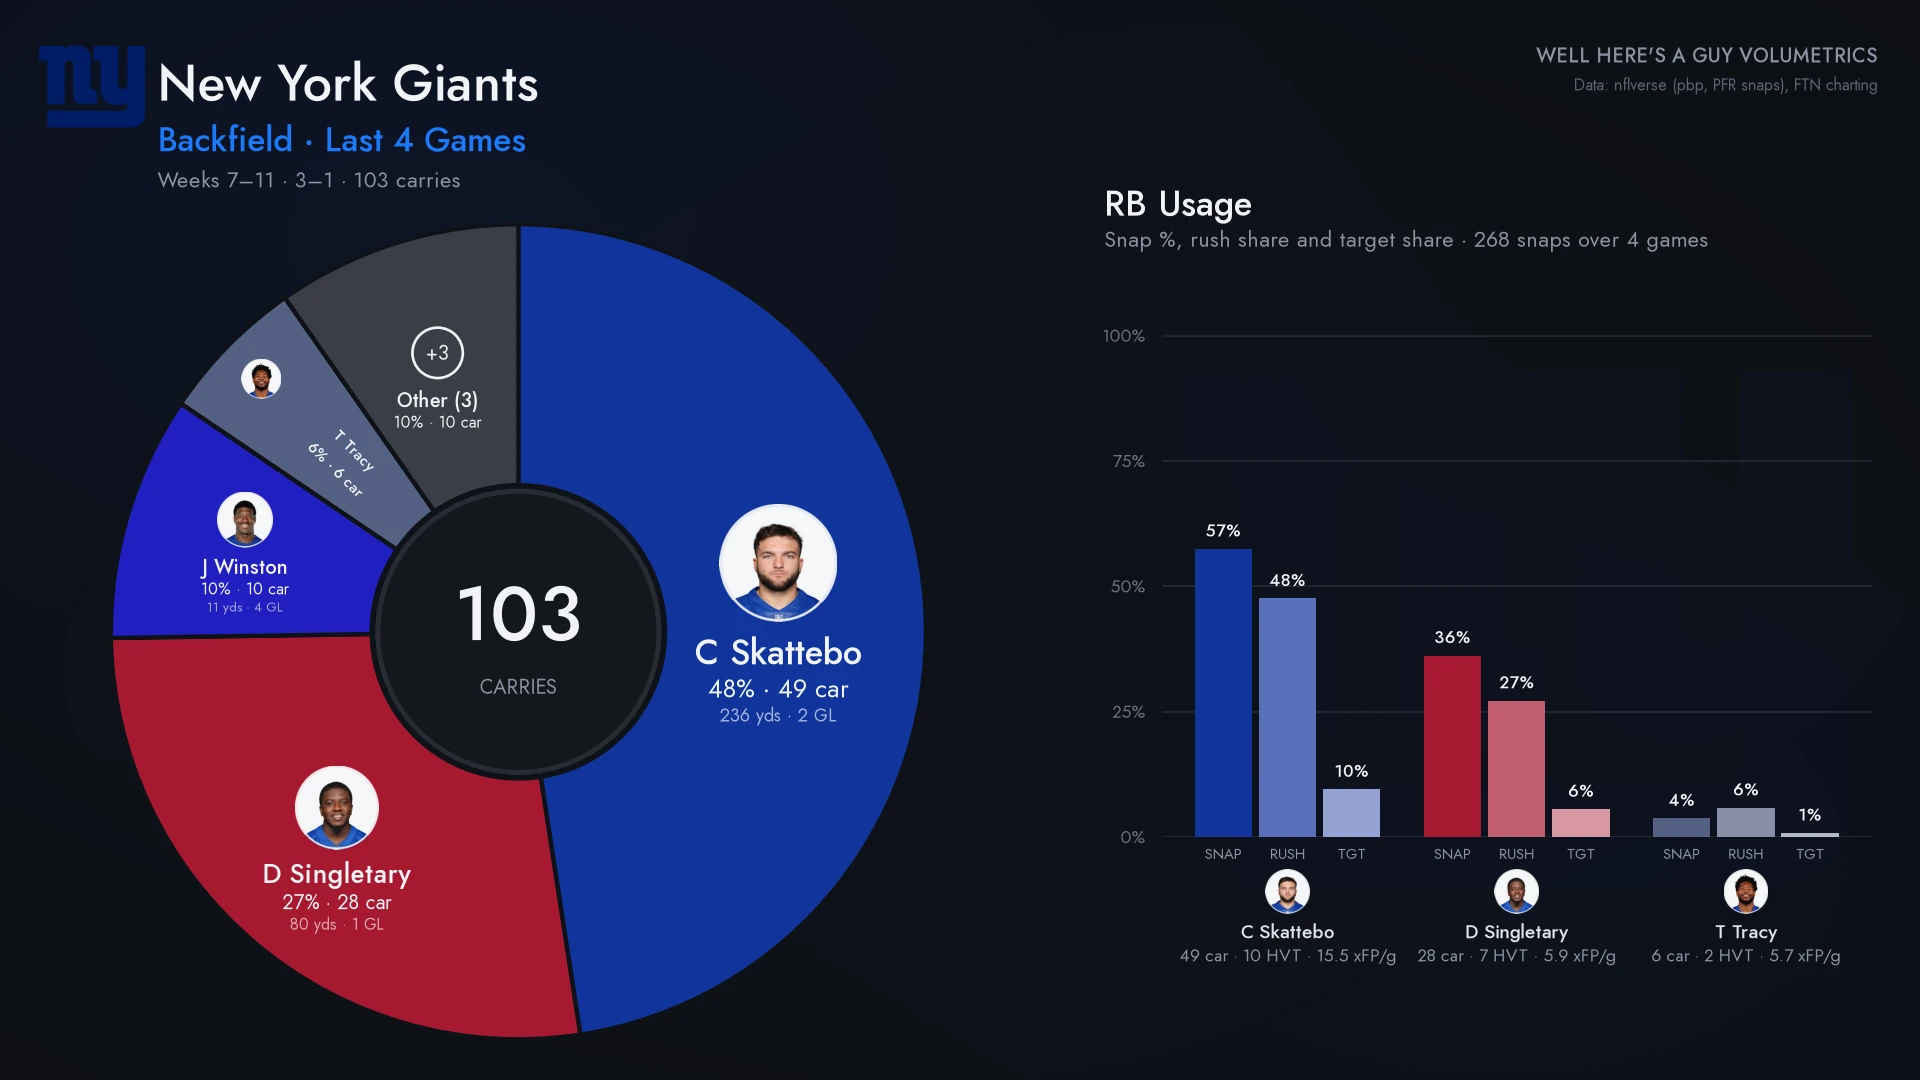 ny
New York Giants
Backfield · Last 4 Games
Weeks 7–11 · 3–1 · 103 carries
WELL HERE'S A GUY VOLUMETRICS
Data: nflverse (pbp, PFR snaps), FTN charting
+3
Other (3)
10% · 10 car
T Tracy
6% · 6 car
J Winston
10% · 10 car
11 yds · 4 GL
103
CARRIES
C Skattebo
48% · 49 car
236 yds · 2 GL
D Singletary
27% · 28 car
80 yds · 1 GL
RB Usage
Snap %, rush share and target share · 268 snaps over 4 games
100%
75%
50%
25%
0%
57%
48%
10%
36%
27%
6%
4%
6%
1%
SNAP RUSH TGT SNAP RUSH TGT SNAP RUSH TGT
C Skattebo
49 car · 10 HVT · 15.5 xFP/g
D Singletary
28 car · 7 HVT · 5.9 xFP/g
T Tracy
6 car · 2 HVT · 5.7 xFP/g